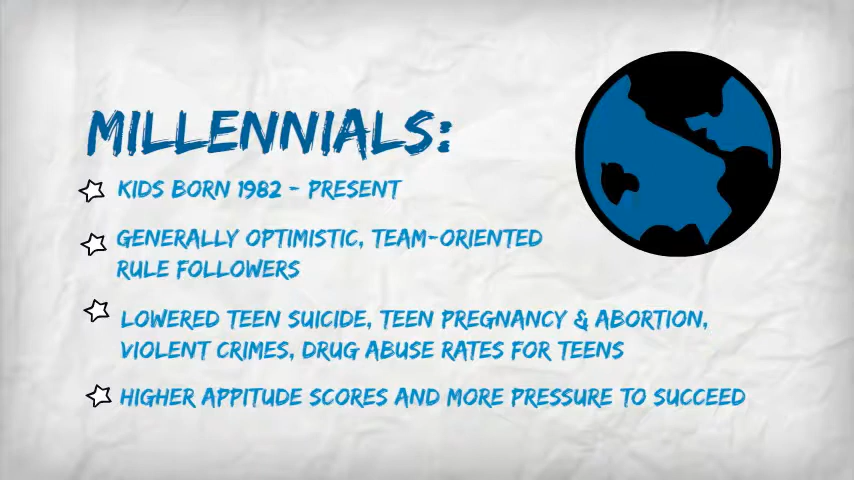 MILLENNIALS:
KIDS BORN 1982 - PRESENT
GENERALLY OPTIMISTIC, TEAM-ORIENTED
RULE FOLLOWERS
LOWERED TEEN SUICIDE, TEEN PREGNANCY & ABORTION,
VIOLENT CRIMES, DRUG ABUSE RATES FOR TEENS
HIGHER APPITUDE SCORES AND MORE PRESSURE TO SUCCEED